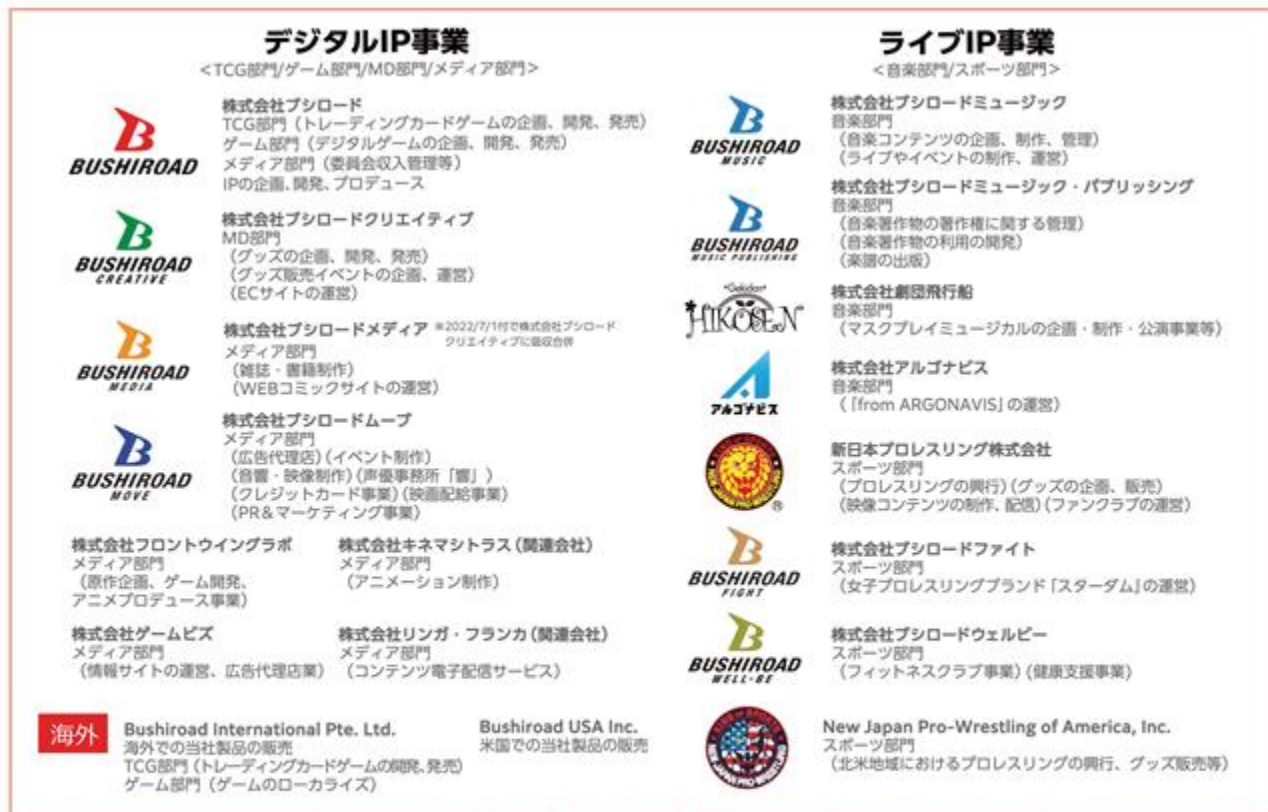 デジタルIP事業
<TCG部門/ゲーム部門/MD部門/メディア部門>
BUSHIROAD
株式会社ブシロード
TCG部門（トレーディングカードゲームの企画、開発、発売）
ゲーム部門（デジタルゲームの企画、開発、発売）
メディア部門（委員会収入管理等）
IPの企画、開発、プロデュース
BUSHIROAD
CREATIVE
株式会社ブシロードクリエイティブ
MD部門
（グッズの企画、開発、発売）
（グッズ販売イベントの企画、運営）
（ECサイトの運営）
BUSHIROAD
MEDIA
株式会社ブシロードメディア ※2022/7/1付で株式会社ブシロード
クリエイティブに吸収合併
メディア部門
（雑誌・書籍制作）
（WEBコミックサイトの運営）
BUSHIROAD
MOVE
株式会社ブシロードムーブ
メディア部門
（広告代理店）（イベント制作）
（音響・映像制作）（声優事務所「響」）
（クレジットカード事業）（映画配給事業）
（PR＆マーケティング事業）
株式会社フロントウイングラボ
メディア部門
（原作企画、ゲーム開発、
アニメプロデュース事業）
株式会社キネマシトラス（関連会社）
メディア部門
（アニメーション制作）
株式会社ゲームビズ
メディア部門
（情報サイトの運営、広告代理店業）
株式会社リンガ・フランカ（関連会社）
メディア部門
（コンテンツ電子配信サービス）
海外
Bushiroad International Pte. Ltd.
海外での当社製品の販売
TCG部門（トレーディングカードゲームの開発、発売）
ゲーム部門（ゲームのローカライズ）
Bushiroad USA Inc.
米国での当社製品の販売
ライブIP事業
<音楽部門/スポーツ部門>
BUSHIROAD
MUSIC
株式会社ブシロードミュージック
音楽部門
（音楽コンテンツの企画、制作、管理）
（ライブやイベントの制作、運営）
BUSHIROAD
MUSIC PUBLISHING
株式会社ブシロードミュージック・パブリッシング
音楽部門
（音楽著作物の著作権に関する管理）
（音楽著作物の利用の開発）
（楽譜の出版）
Gekidan
HIKOSEN
株式会社劇団飛行船
音楽部門
（マスクプレイミュージカルの企画・制作・公演事業等）
アルゴナビス
株式会社アルゴナビス
音楽部門
（「from ARGONAVIS」の運営）
新日本プロレスリング株式会社
スポーツ部門
（プロレスリングの興行）（グッズの企画、販売）
（映像コンテンツの制作、配信）（ファンクラブの運営）
BUSHIROAD
FIGHT
株式会社ブシロードファイト
スポーツ部門
（女子プロレスリングブランド「スターダム」の運営）
BUSHIROAD
WELL-BE
株式会社ブシロードウェルビー
スポーツ部門
（フィットネスクラブ事業）（健康支援事業）
New Japan Pro-Wrestling of America, Inc.
スポーツ部門
（北米地域におけるプロレスリングの興行、グッズ販売等）